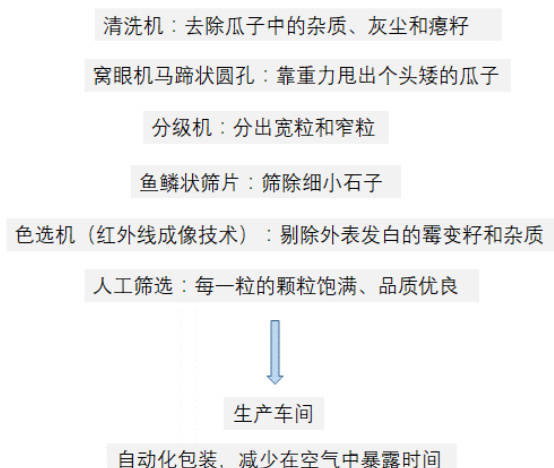 清洗机：去除瓜子中的杂质、灰尘和瘪籽
窝眼机马蹄状圆孔：靠重力甩出个头矮的瓜子
分级机：分出宽粒和窄粒
鱼鳞状筛片：筛除细小石子
色选机（红外线成像技术）：剔除外表发白的霉变籽和杂质
人工筛选：每一粒的颗粒饱满、品质优良
生产车间
自动化包装，减少在空气中暴露时间